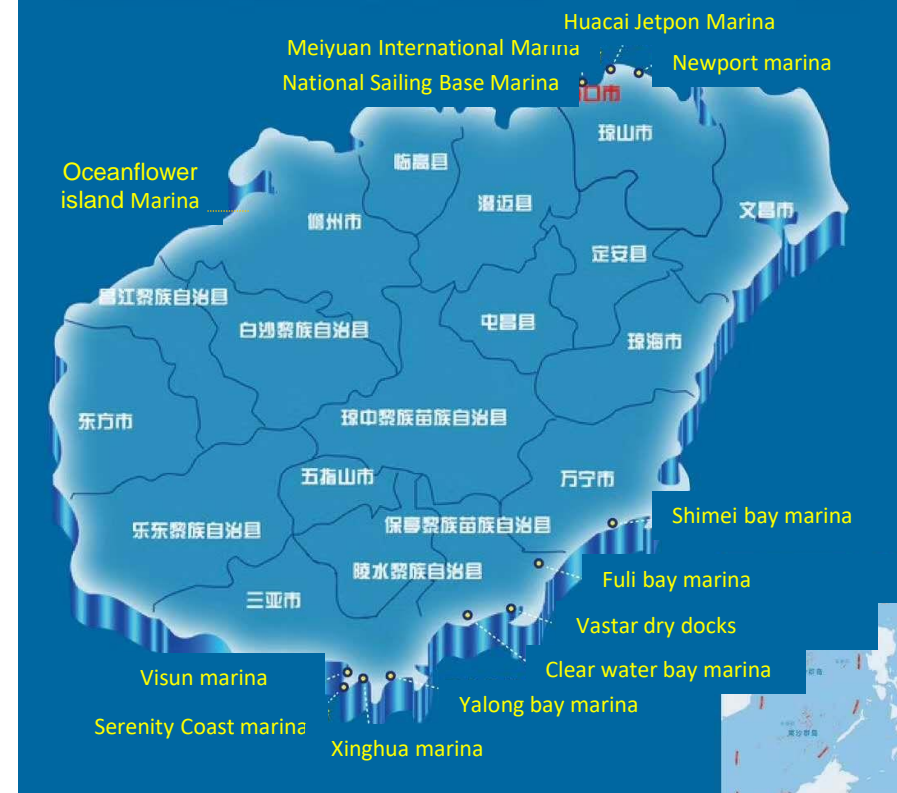 Huacai Jetpon Marina
Meiyuan International Marina
Newport marina
National Sailing Base Marina
口市
琼山市
临高县
Oceanflower
island Marina
澄迈县
儋州市
文昌市
定安县
昌江黎族自治县
白沙黎族自治县
屯昌县
琼海市
东方市
琼中黎族苗族自治县
五指山市
万宁市
Shimei bay marina
乐东黎族自治县
保亭黎族苗族自治县
陵水黎族自治县
Fuli bay marina
三亚市
Vastar dry docks
Clear water bay marina
Visun marina
Yalong bay marina
Serenity Coast marina
Xinghua marina
南沙群岛